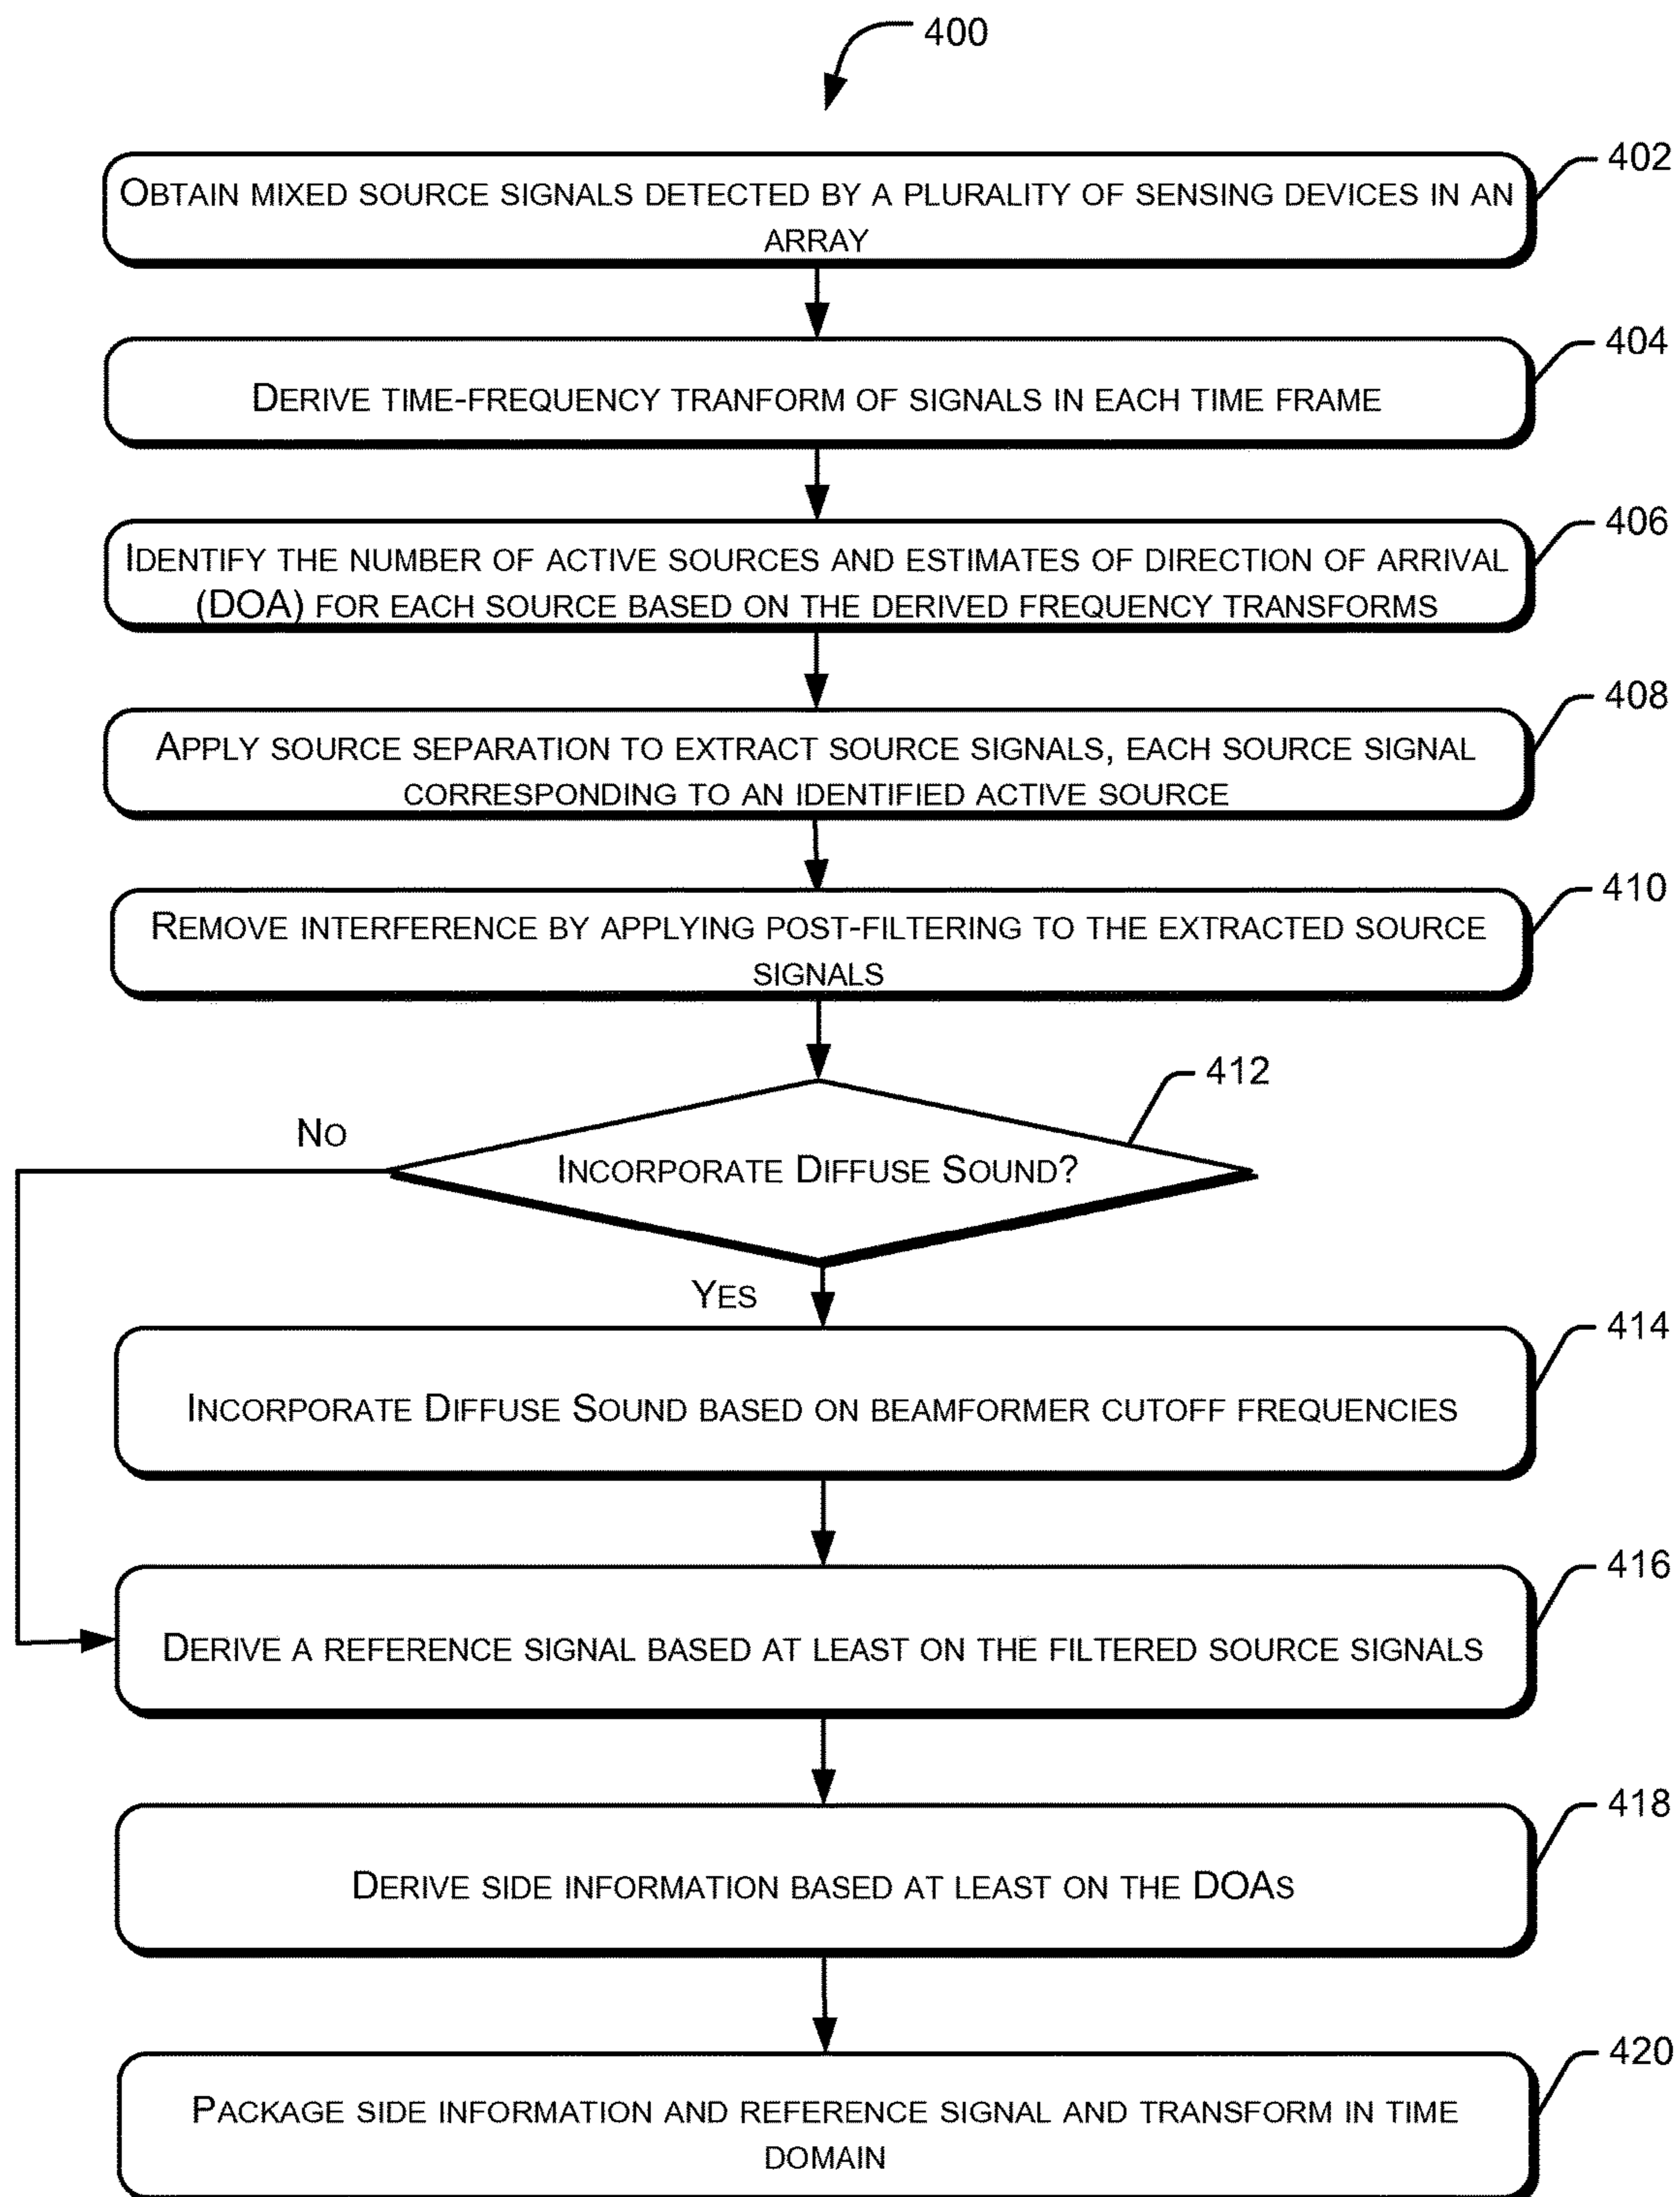 400
402
OBTAIN MIXED SOURCE SIGNALS DETECTED BY A PLURALITY OF SENSING DEVICES IN AN
ARRAY
404
DERIVE TIME-FREQUENCY TRANFORM OF SIGNALS IN EACH TIME FRAME
406
IDENTIFY THE NUMBER OF ACTIVE SOURCES AND ESTIMATES OF DIRECTION OF ARRIVAL
(DOA) FOR EACH SOURCE BASED ON THE DERIVED FREQUENCY TRANSFORMS
408
APPLY SOURCE SEPARATION TO EXTRACT SOURCE SIGNALS, EACH SOURCE SIGNAL
CORRESPONDING TO AN IDENTIFIED ACTIVE SOURCE
410
REMOVE INTERFERENCE BY APPLYING POST-FILTERING TO THE EXTRACTED SOURCE
SIGNALS
412
NO
INCORPORATE DIFFUSE SOUND?
YES
414
INCORPORATE DIFFUSE SOUND BASED ON BEAMFORMER CUTOFF FREQUENCIES
416
DERIVE A REFERENCE SIGNAL BASED AT LEAST ON THE FILTERED SOURCE SIGNALS
418
DERIVE SIDE INFORMATION BASED AT LEAST ON THE DOAS
420
PACKAGE SIDE INFORMATION AND REFERENCE SIGNAL AND TRANSFORM IN TIME
DOMAIN